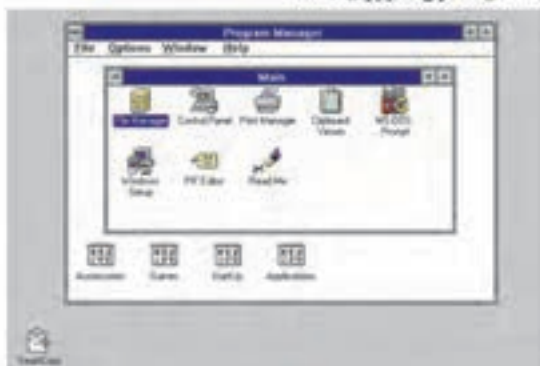 Program Manager
File Options Window Help
Main
File Manager Control Panel Print Manager Clipboard Viewer MS-DOS Prompt
Windows Setup PIF Editor Read Me
Accessories Games StartUp Applications